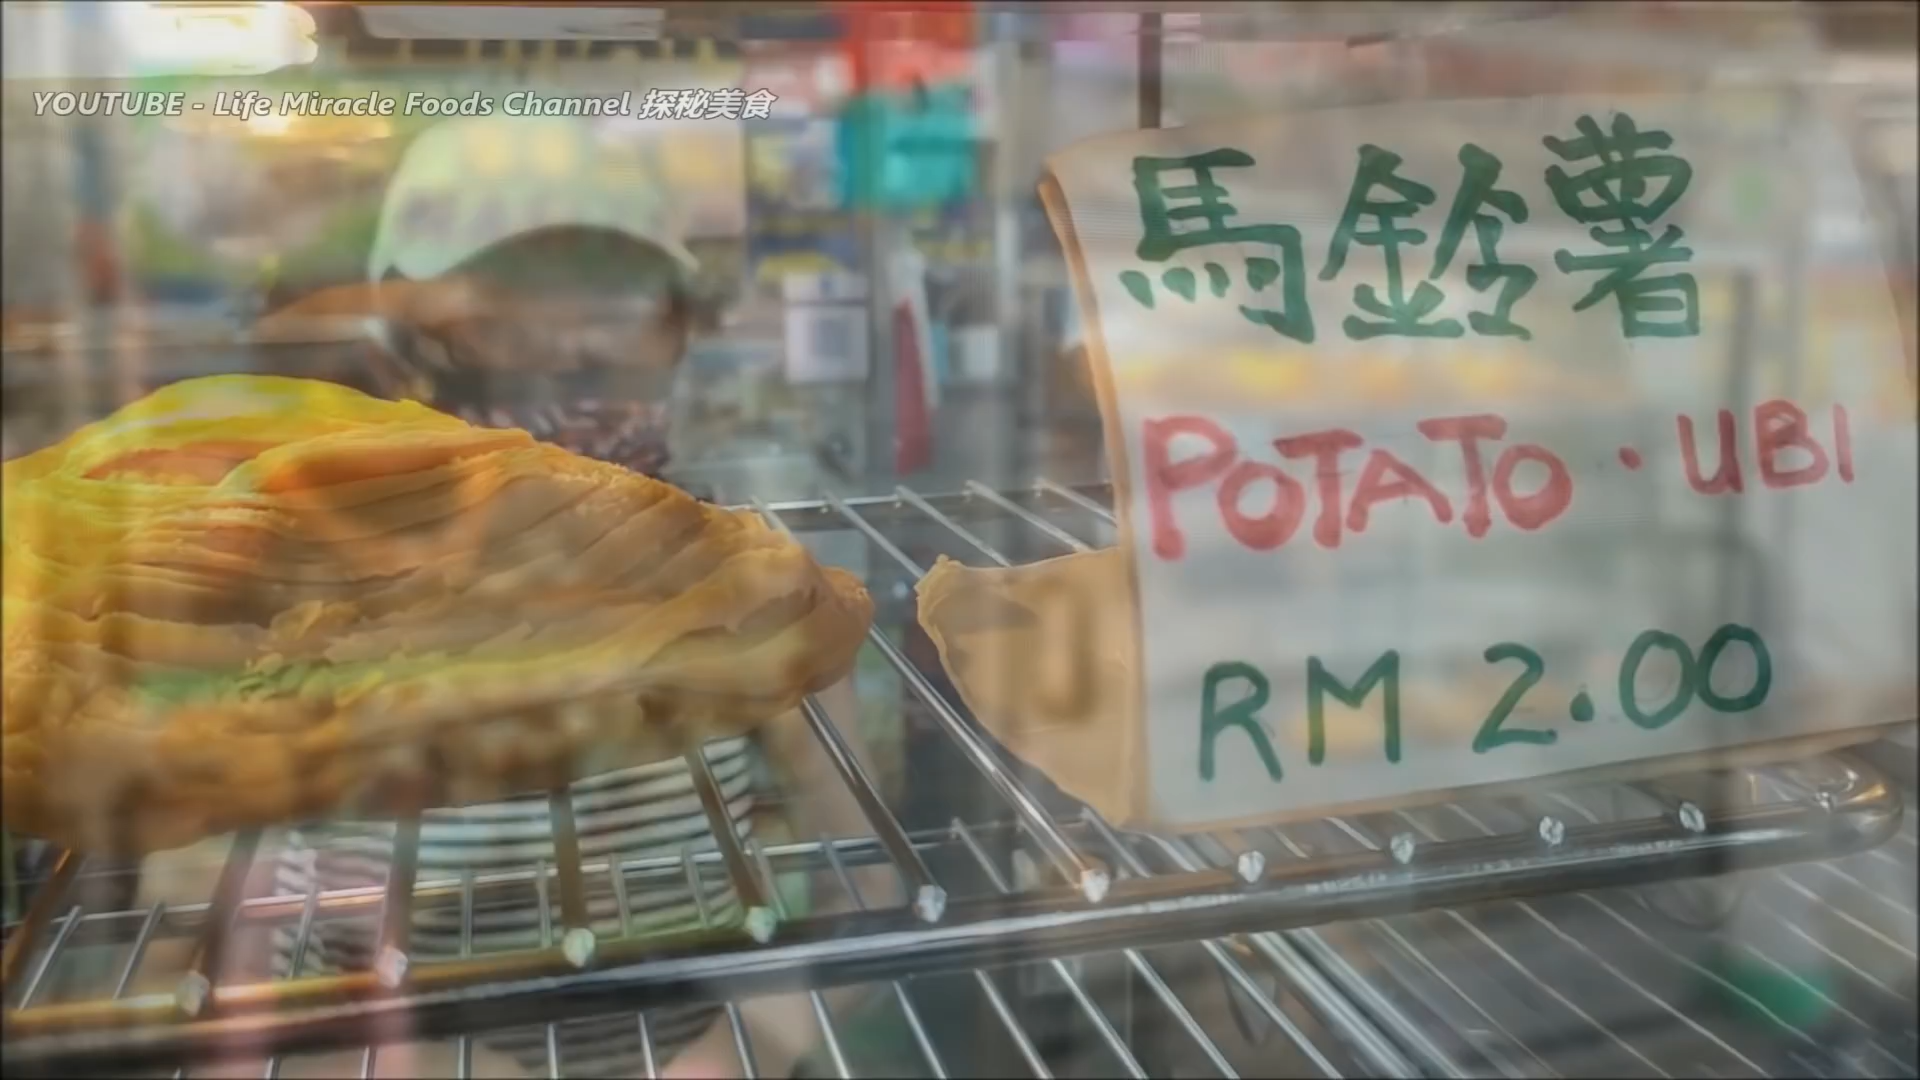 YOUTUBE - Life Miracle Foods Channel 探秘美食
馬鈴薯
POTATO · UBI
RM 2.00